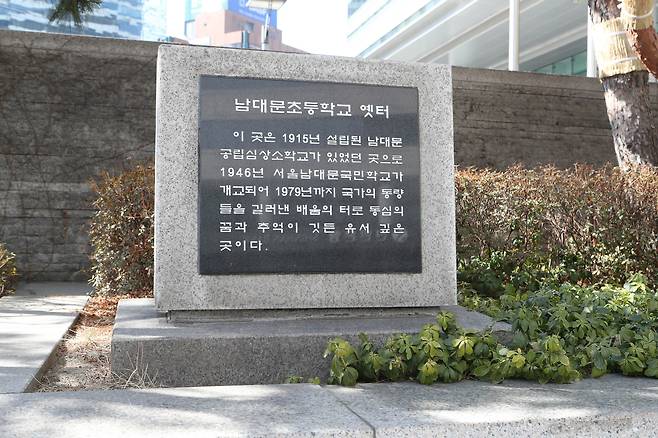 남대문초등학교 옛터
이 곳은 1915년 설립된 남대문
공립심상소학교가 있었던 곳으로
1946년 서울남대문국민학교가
개교되어 1979년까지 국가의 동량
들을 길러낸 배움의 터로 동심의
꿈과 추억이 깃든 유서 깊은
곳이다.